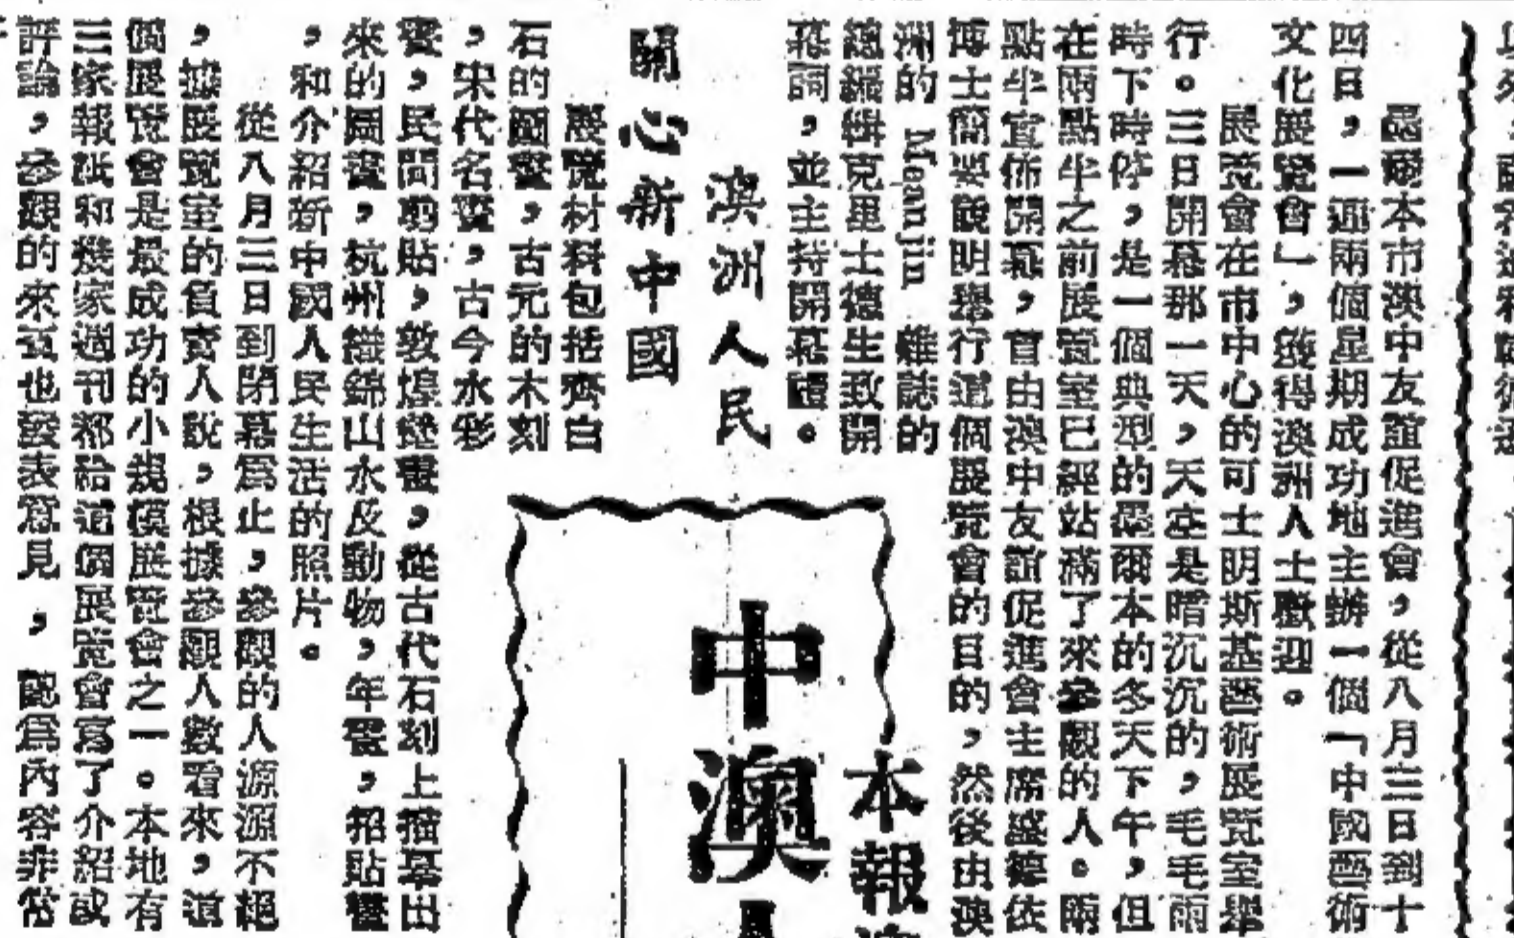 墨爾本市澳中友誼促進會，從八月三日到十
四日，一連兩個星期成功地主辦一個「中國藝術
文化展覽會」，獲得澳洲人士歡迎。
展覽會在市中心的可士明斯基藝術展覽室舉
行。三日開幕那一天，天空是暗沉沉的，毛毛雨
時下時停，是一個典型的墨爾本的冬天下午，但
在兩點半之前展覽室已經站滿了來參觀的人。兩
點半宣佈開幕，首由澳中友誼促進會主席盛德依
博士簡要說明舉行這個展覽會的目的，然後由澳
洲的 Meanjin 雜誌的
總編輯克里士德生致開
幕詞，並主持開幕禮。
澳洲人民
關心新中國
展覽材料包括齊白
石的國畫，古元的木刻
，宋代名畫，古今水彩
畫，民間剪貼，敦煌壁畫，從古代石刻上描摹出
來的圖畫，杭州織錦山水及動物，年畫，招貼畫
，和介紹新中國人民生活的照片。
從八月三日到閉幕爲止，參觀的人源源不絕
，據展覽室的負責人說，根據參觀人數看來，這
個展覽會是最成功的小規模展覽會之一。本地有
三家報紙和幾家週刊都給這個展覽會寫了介紹或
評論，參觀的來賓也發表意見，認爲內容非常
本報
中澳